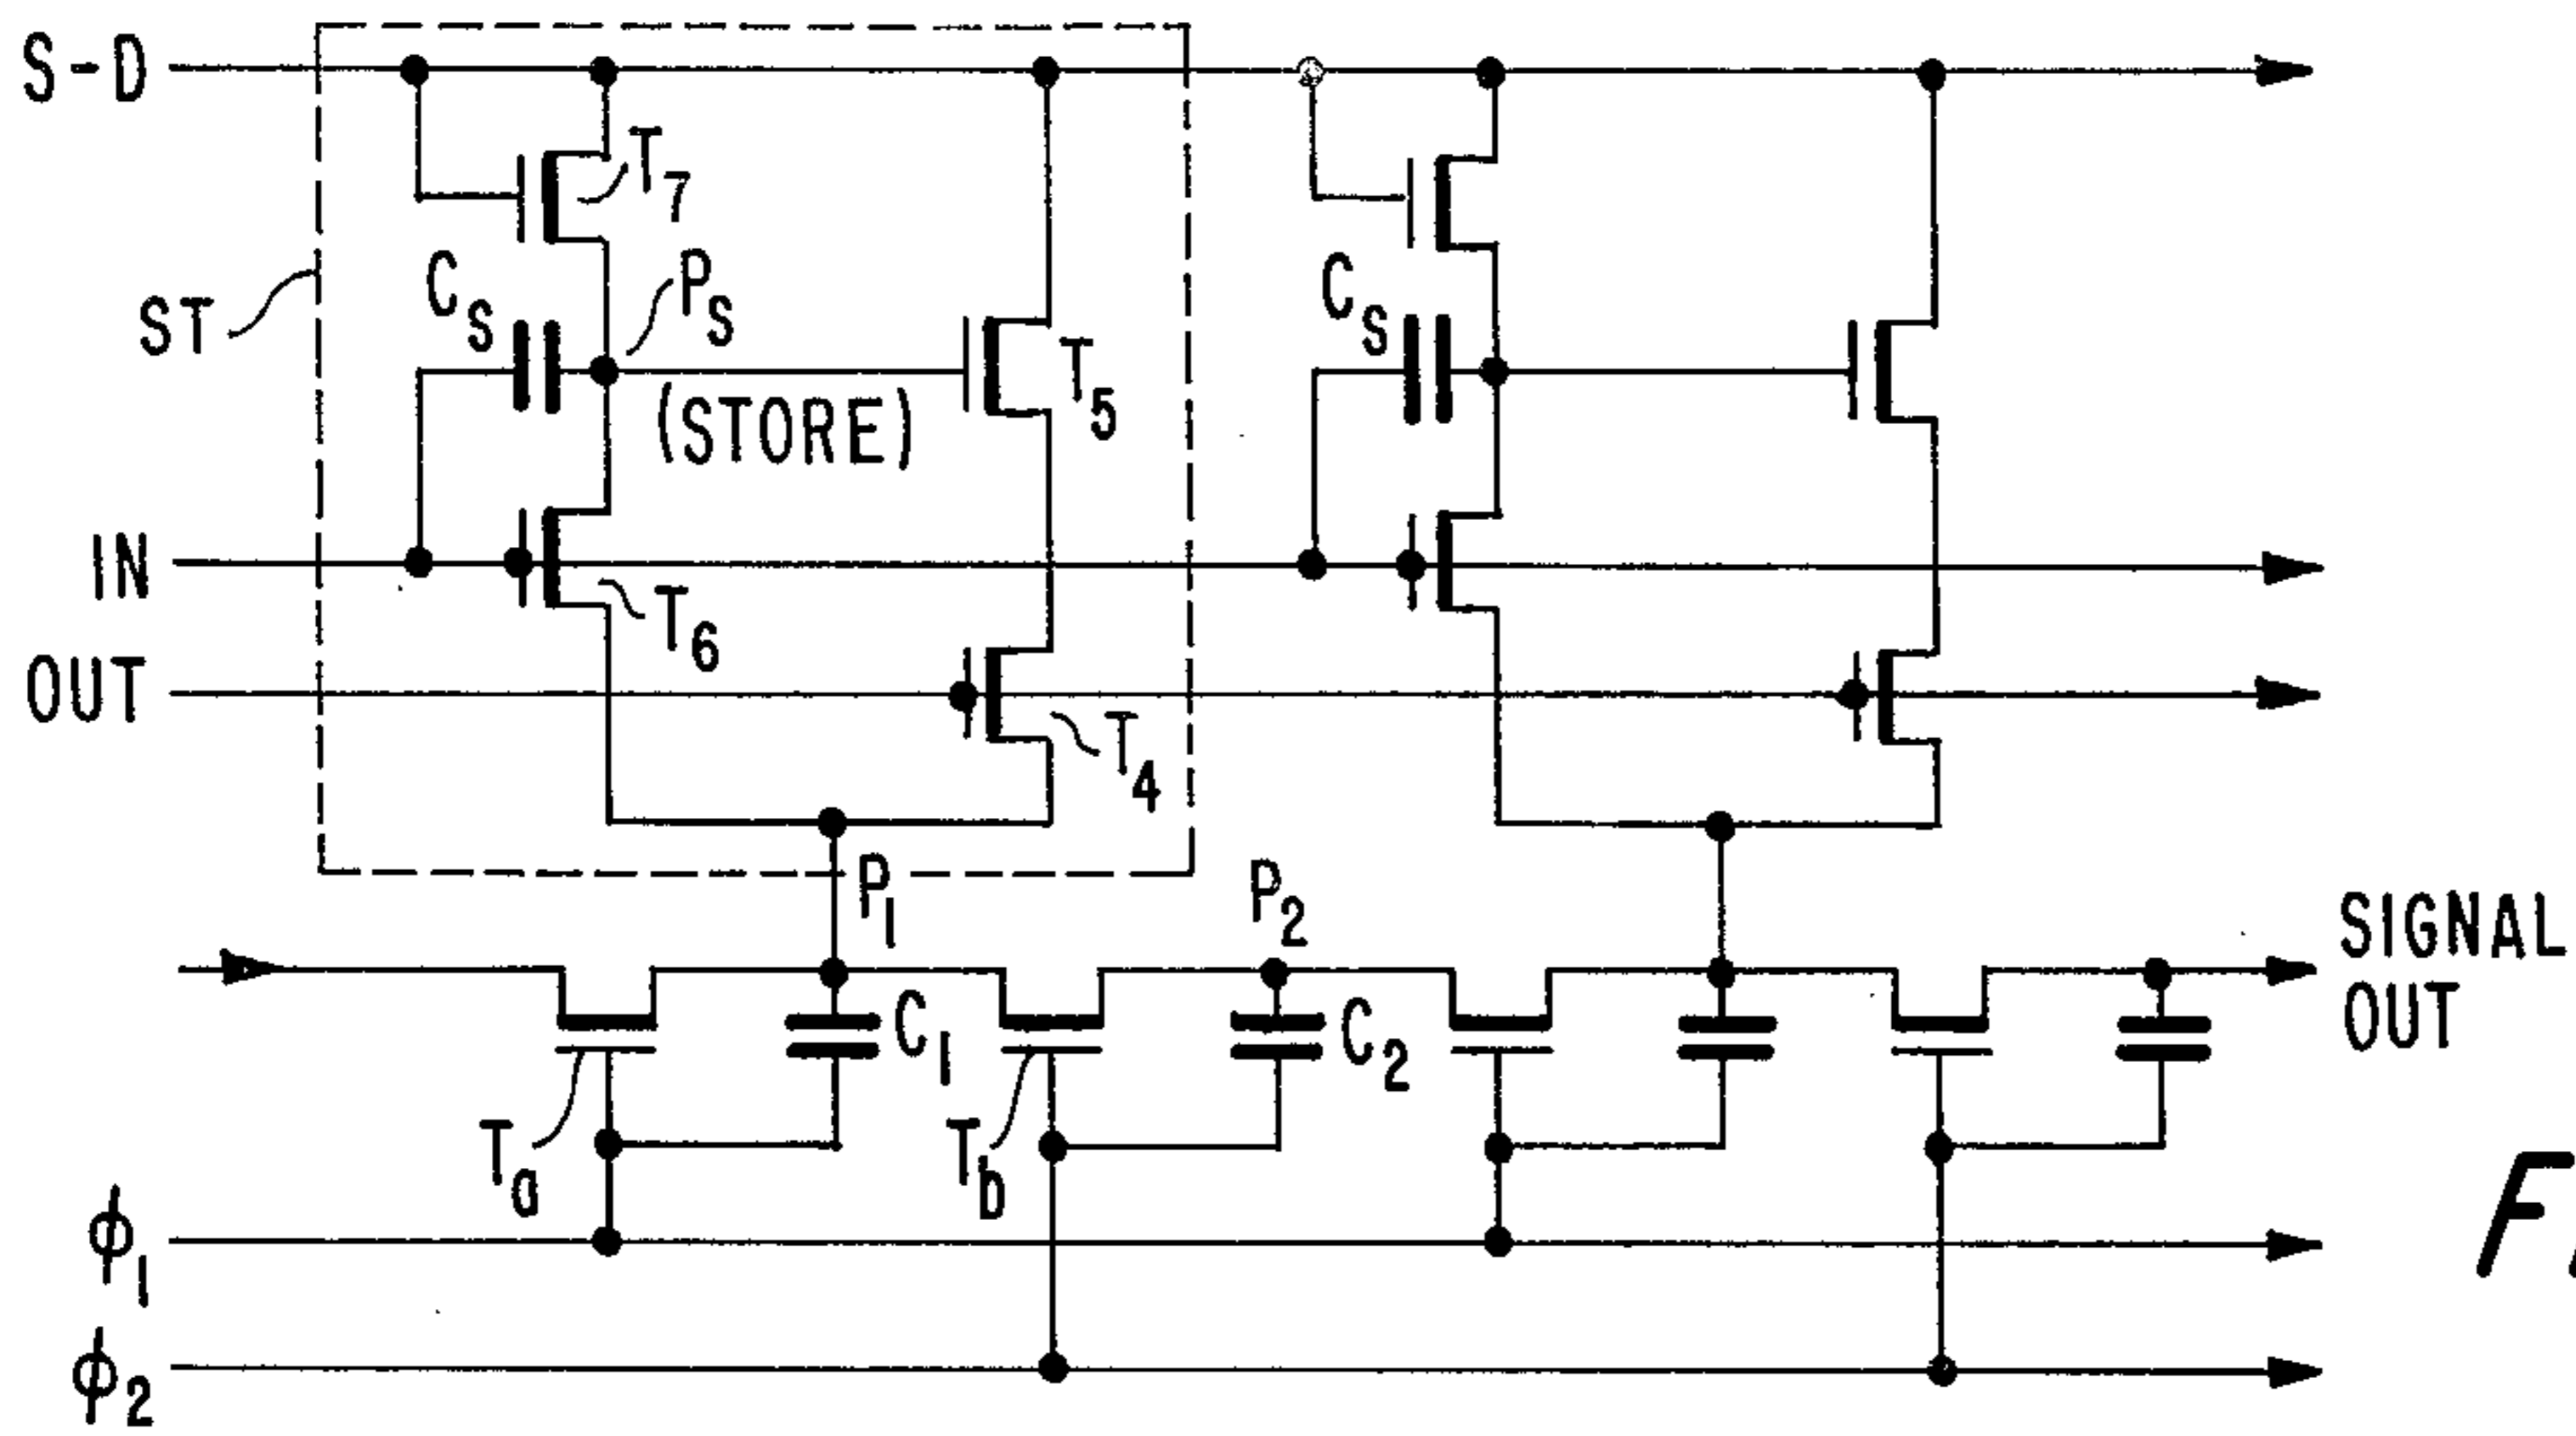 S-D
T7
CS
PS
CS
ST
(STORE)
T5
IN
T6
OUT
T4
P1
P2
SIGNAL
OUT
C1
C2
Ta
Tb
ϕ1
ϕ2